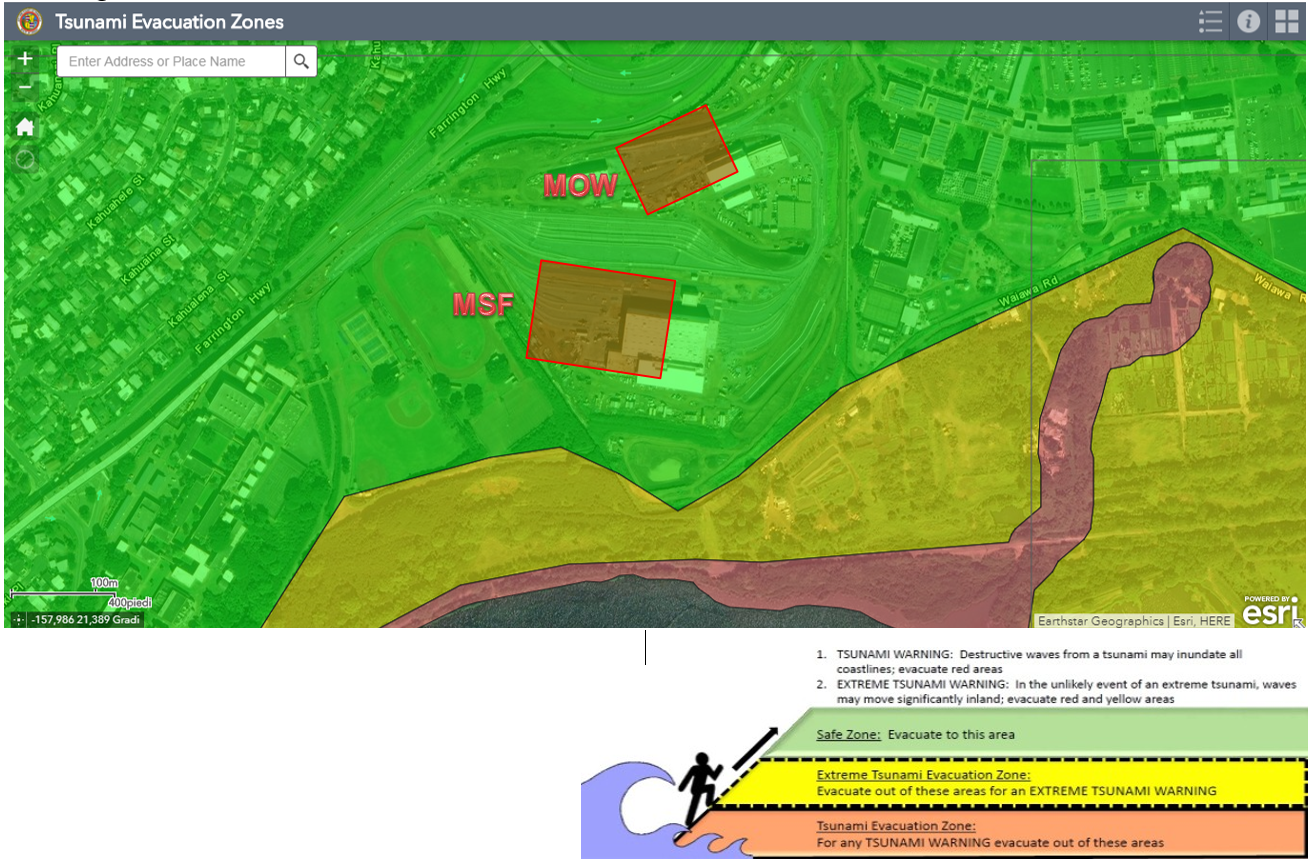 Tsunami Evacuation Zones
Enter Address or Place Name
Kahu
Farrington Hwy
Kahuahele St
Kahuaina St
Kahualena St
Farrington Hwy
MOW
MSF
Waiawa Rd
Waiawa R
100m
400piedi
-157,986 21,389 Gradi
Earthstar Geographics | Esri, HERE
POWERED BY
esri
1. TSUNAMI WARNING: Destructive waves from a tsunami may inundate all
coastlines; evacuate red areas
2. EXTREME TSUNAMI WARNING: In the unlikely event of an extreme tsunami, waves
may move significantly inland; evacuate red and yellow areas
Safe Zone: Evacuate to this area
Extreme Tsunami Evacuation Zone:
Evacuate out of these areas for an EXTREME TSUNAMI WARNING
Tsunami Evacuation Zone:
For any TSUNAMI WARNING evacuate out of these areas